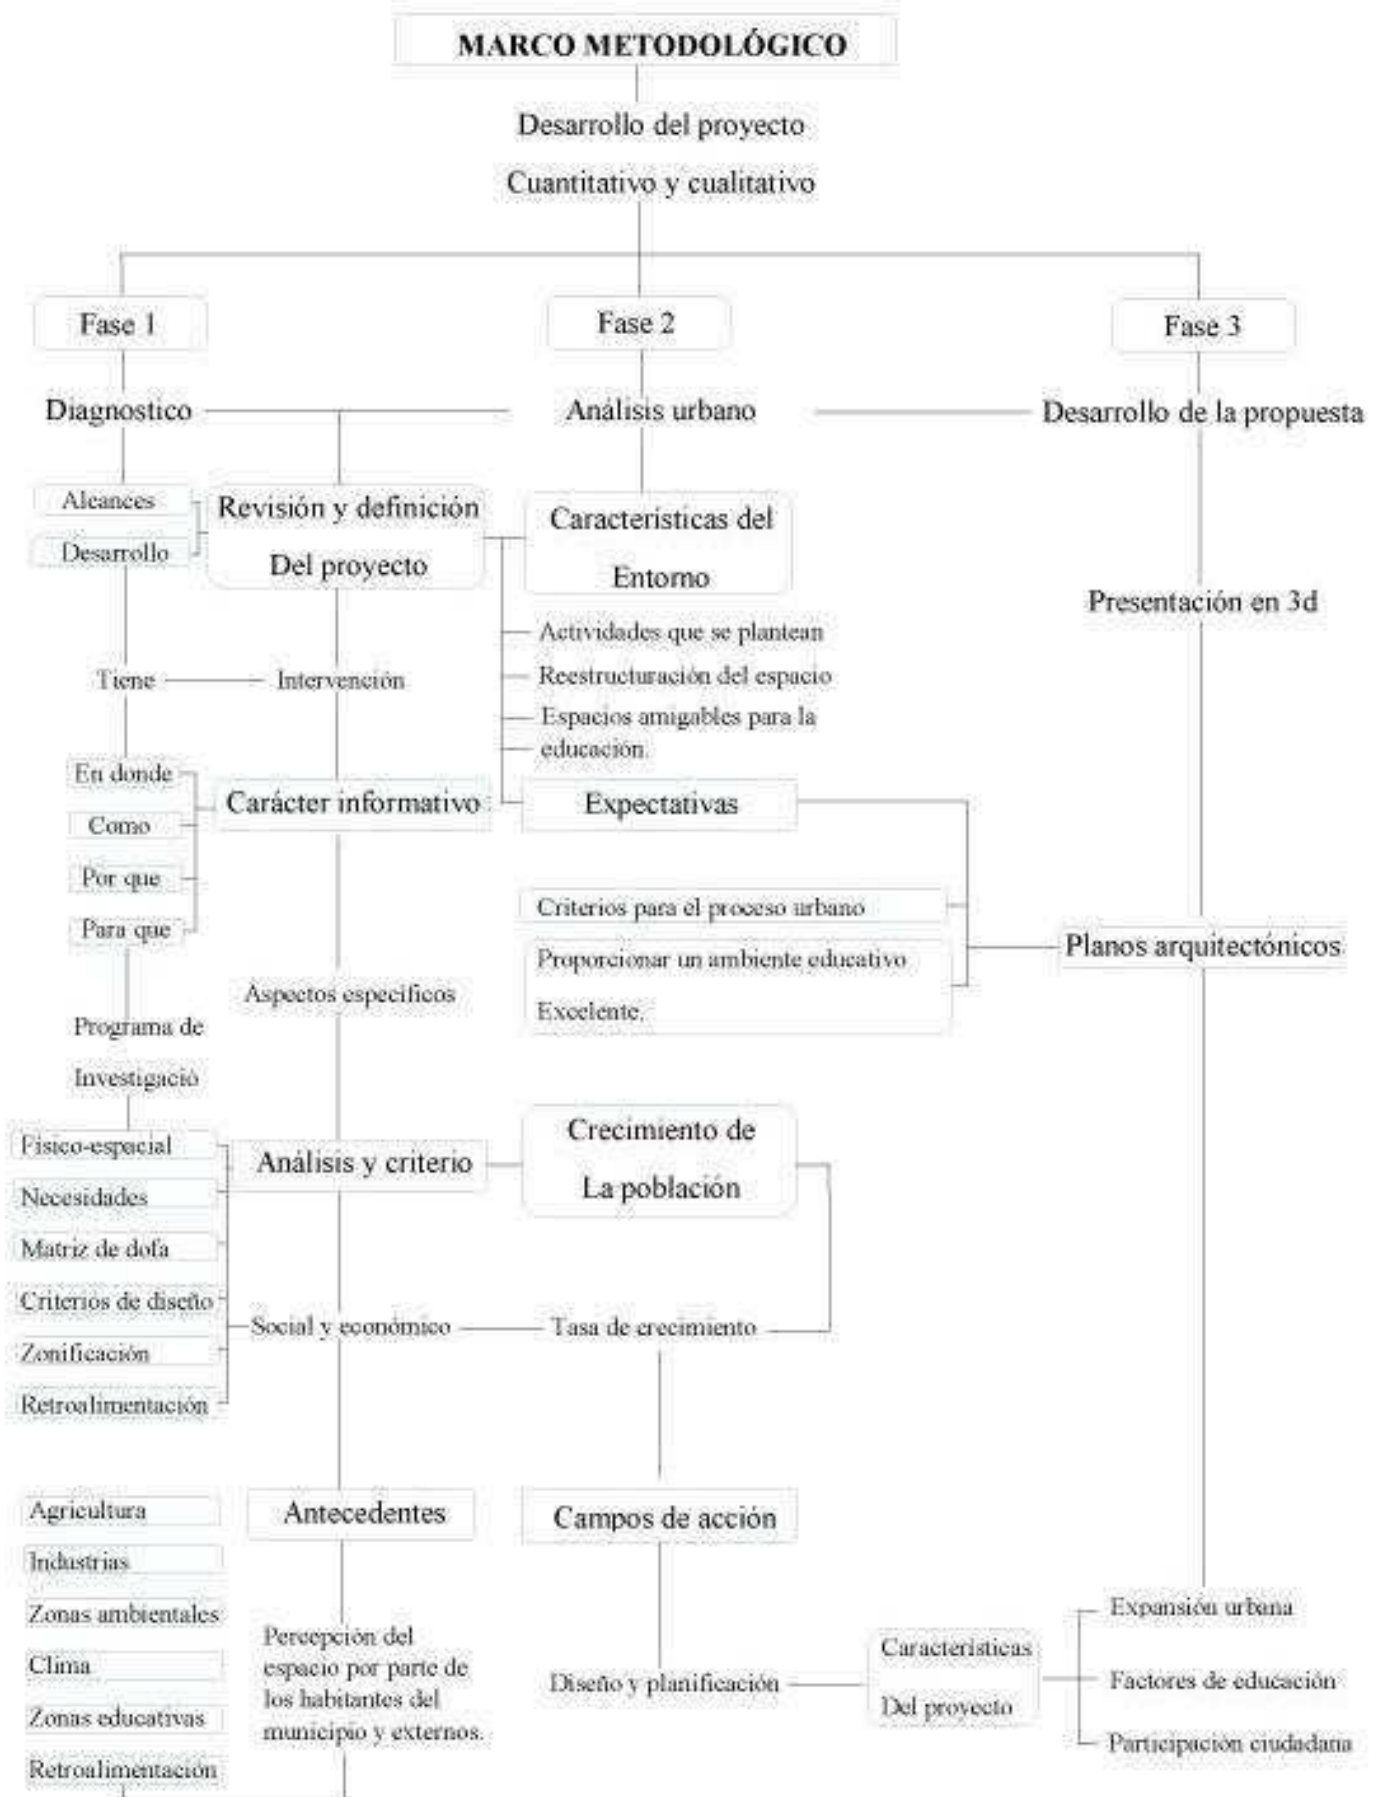 MARCO METODOLÓGICO
Desarrollo del proyecto
Cuantitativo y cualitativo
Fase 1
Fase 2
Fase 3
Diagnostico
Análisis urbano
Desarrollo de la propuesta
Alcances
Desarrollo
Revisión y definición
Del proyecto
Características del
Entorno
Presentación en 3d
Actividades que se plantean
Reestructuración del espacio
Espacios amigables para la
educación.
Tiene
Intervención
En donde
Como
Por que
Para que
Carácter informativo
Expectativas
Criterios para el proceso urbano
Proporcionar un ambiente educativo
Excelente.
Planos arquitectónicos
Aspectos específicos
Programa de
Investigació
Físico-espacial
Necesidades
Matriz de dofa
Criterios de diseño
Zonificación
Retroalimentación
Análisis y criterio
Crecimiento de
La población
Social y económico
Tasa de crecimiento
Agricultura
Industrias
Zonas ambientales
Clima
Zonas educativas
Retroalimentación
Antecedentes
Percepción del
espacio por parte de
los habitantes del
municipio y externos.
Campos de acción
Diseño y planificación
Características
Del proyecto
Expansión urbana
Factores de educación
Participación ciudadana